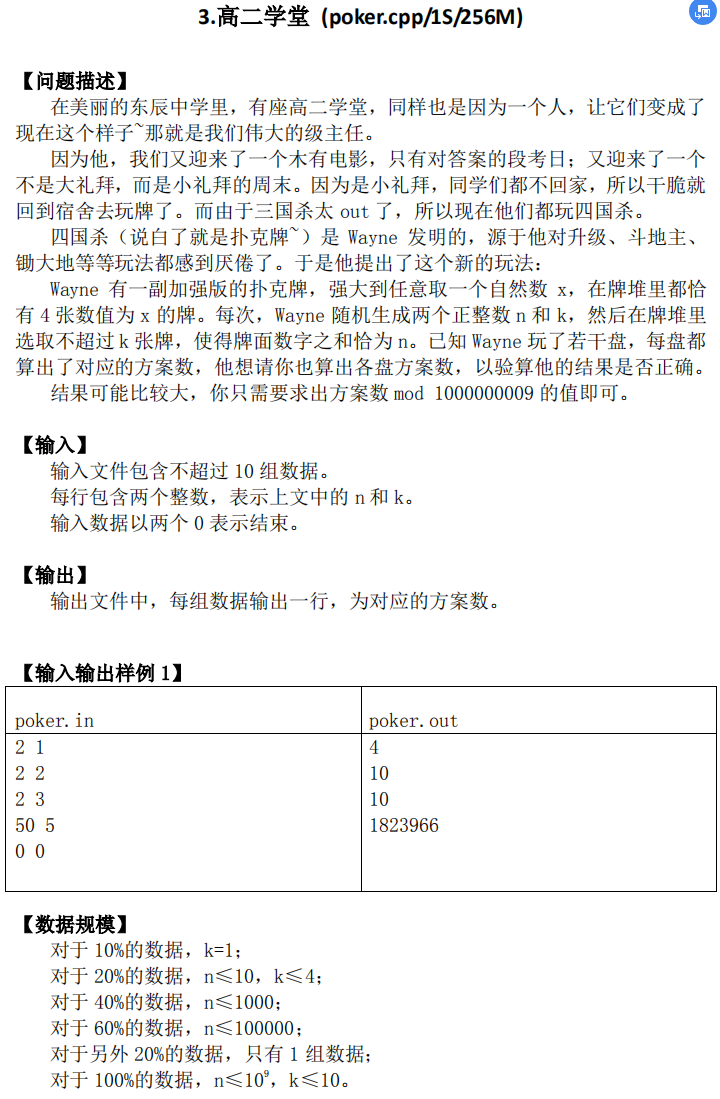 3.高二学堂 (poker.cpp/1S/256M)
【问题描述】
在美丽的东辰中学里，有座高二学堂，同样也是因为一个人，让它们变成了
现在这个样子~那就是我们伟大的级主任。
因为他，我们又迎来了一个木有电影，只有对答案的段考日；又迎来了一个
不是大礼拜，而是小礼拜的周末。因为是小礼拜，同学们都不回家，所以干脆就
回到宿舍去玩牌了。而由于三国杀太 out 了，所以现在他们都玩四国杀。
四国杀（说白了就是扑克牌~）是 Wayne 发明的，源于他对升级、斗地主、
锄大地等等玩法都感到厌倦了。于是他提出了这个新的玩法：
Wayne 有一副加强版的扑克牌，强大到任意取一个自然数 x，在牌堆里都恰
有 4 张数值为 x 的牌。每次，Wayne 随机生成两个正整数 n 和 k，然后在牌堆里
选取不超过 k 张牌，使得牌面数字之和恰为 n。已知 Wayne 玩了若干盘，每盘都
算出了对应的方案数，他想请你也算出各盘方案数，以验算他的结果是否正确。
结果可能比较大，你只需要求出方案数 mod 1000000009 的值即可。
【输入】
输入文件包含不超过 10 组数据。
每行包含两个整数，表示上文中的 n 和 k。
输入数据以两个 0 表示结束。
【输出】
输出文件中，每组数据输出一行，为对应的方案数。
【输入输出样例 1】
poker.in
poker.out
2 1
4
2 2
10
2 3
10
50 5
1823966
0 0
【数据规模】
对于 10%的数据，k=1；
对于 20%的数据，n≤10，k≤4；
对于 40%的数据，n≤1000；
对于 60%的数据，n≤100000；
对于另外 20%的数据，只有 1 组数据；
对于 100%的数据，n≤10⁹，k≤10。